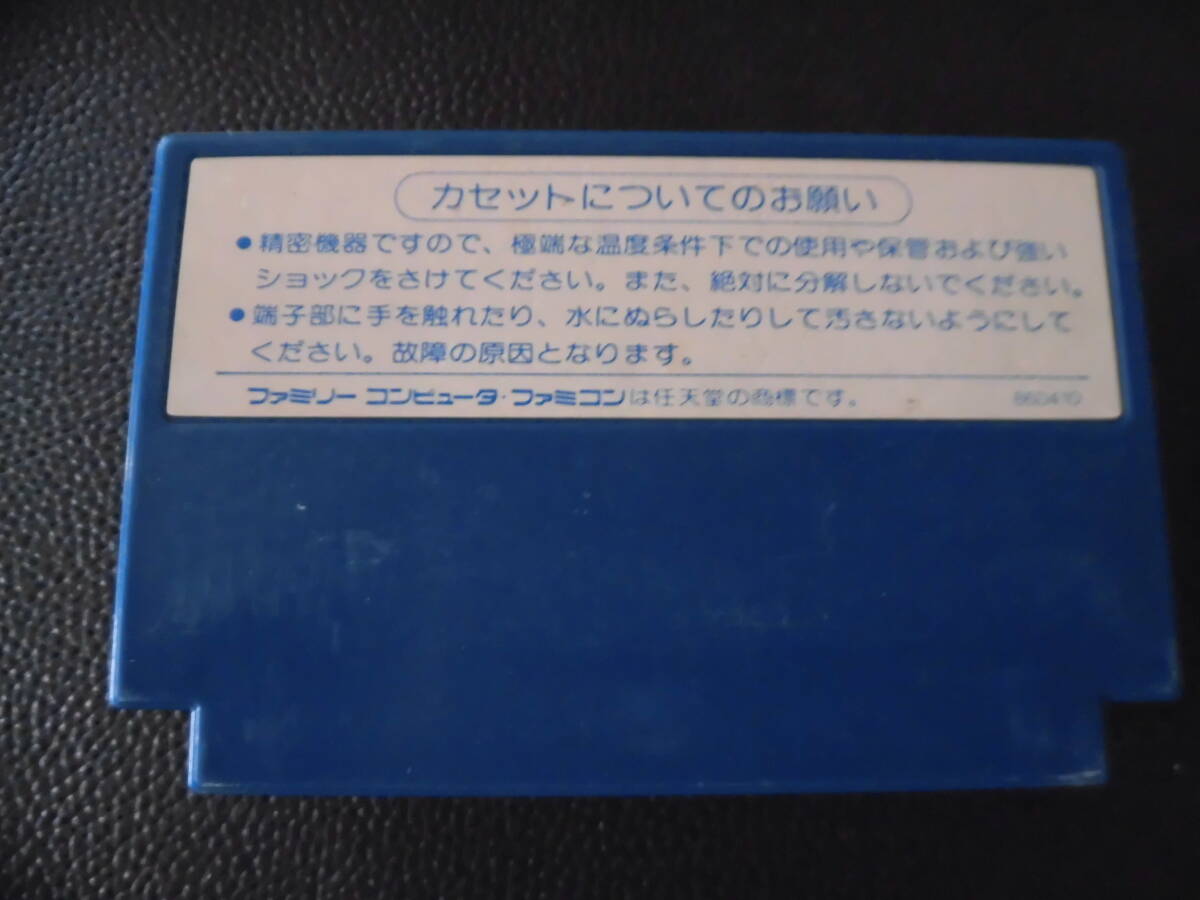 カセットについてのお願い
●精密機器ですので、極端な温度条件下での使用や保管および強い
ショックをさけてください。また、絶対に分解しないでください。
●端子部に手を触れたり、水にぬらしたりして汚さないようにして
ください。故障の原因となります。
ファミリー コンピュータ・ファミコンは任天堂の商標です。 860410